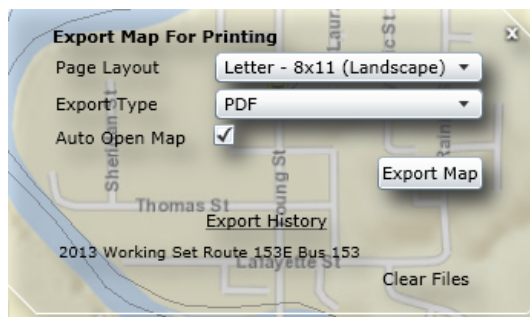 Export Map For Printing
x
Page Layout
Letter - 8x11 (Landscape)
Export Type
PDF
Auto Open Map
Export Map
Sheridan St
Young St
Thomas St
Export History
2013 Working Set Route 153E Bus 153
Lafayette St
Clear Files